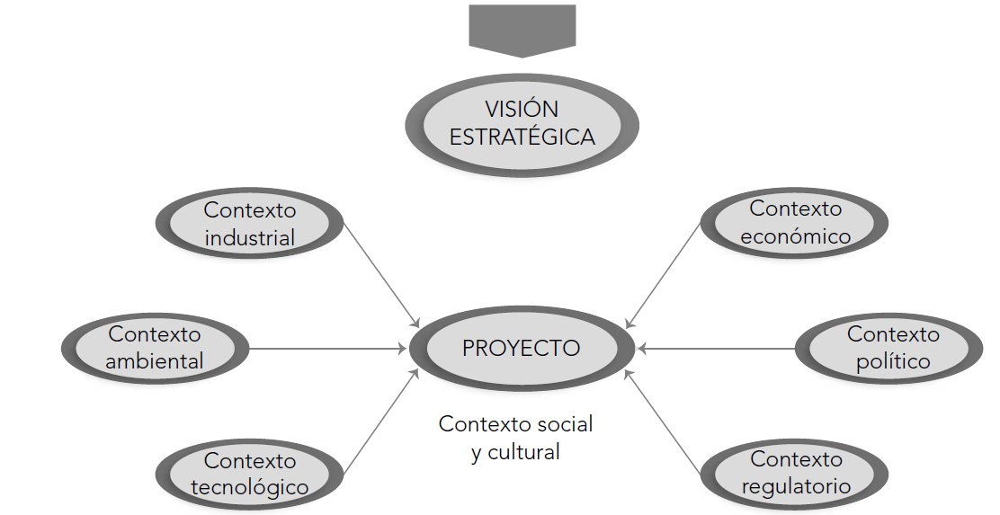 VISIÓN
ESTRATÉGICA
Contexto
industrial
Contexto
económico
Contexto
ambiental
PROYECTO
Contexto
político
Contexto social
y cultural
Contexto
tecnológico
Contexto
regulatorio